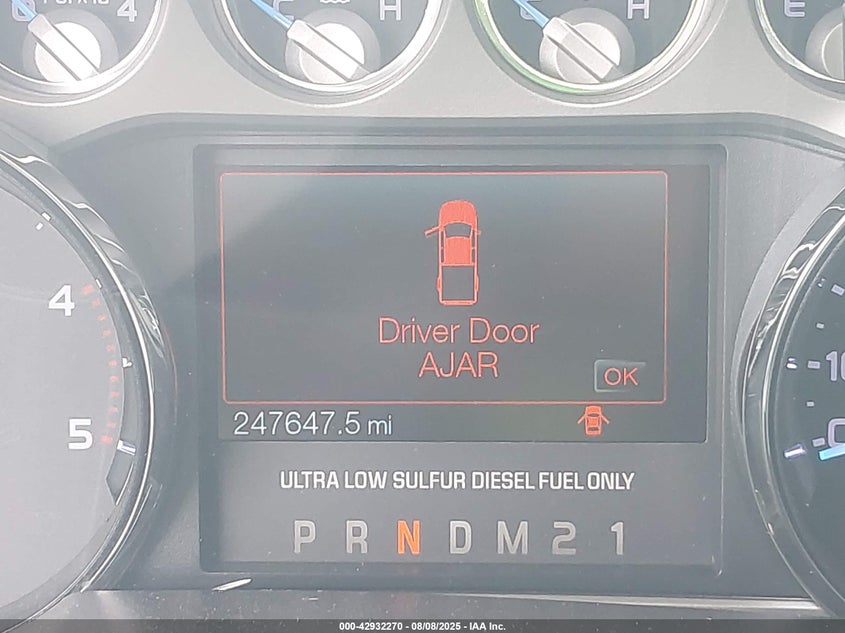 4
C
H
C
H
E
Driver Door
AJAR
OK
4
5
247647.5 mi
ULTRA LOW SULFUR DIESEL FUEL ONLY
P R N D M 2 1
000-42932270 - 08/08/2025 - IAA Inc.